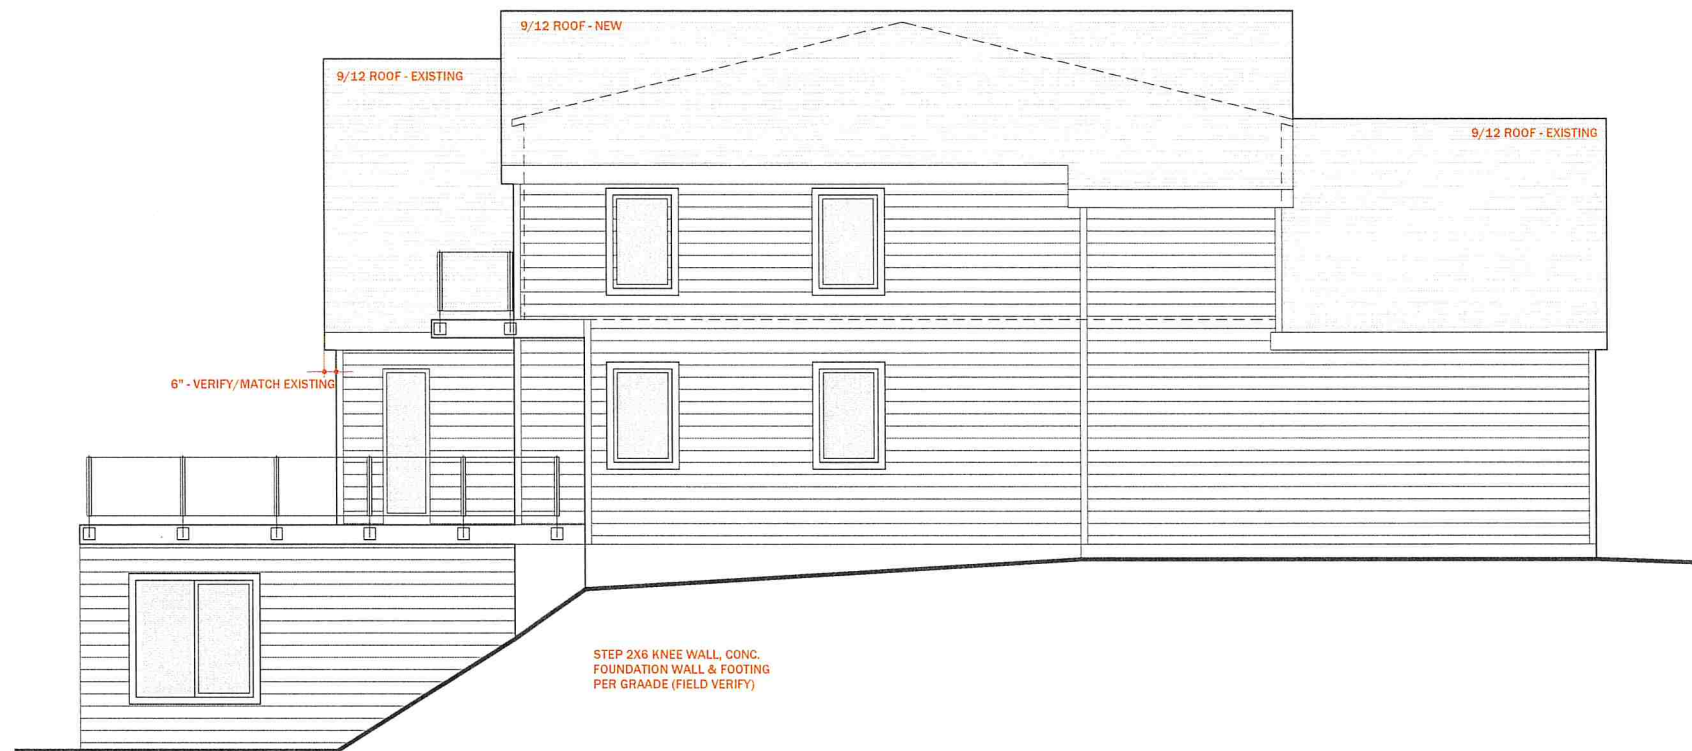 9/12 ROOF - NEW
9/12 ROOF - EXISTING
9/12 ROOF - EXISTING
6" - VERIFY/MATCH EXISTING
STEP 2X6 KNEE WALL, CONC.
FOUNDATION WALL & FOOTING
PER GRAADE (FIELD VERIFY)